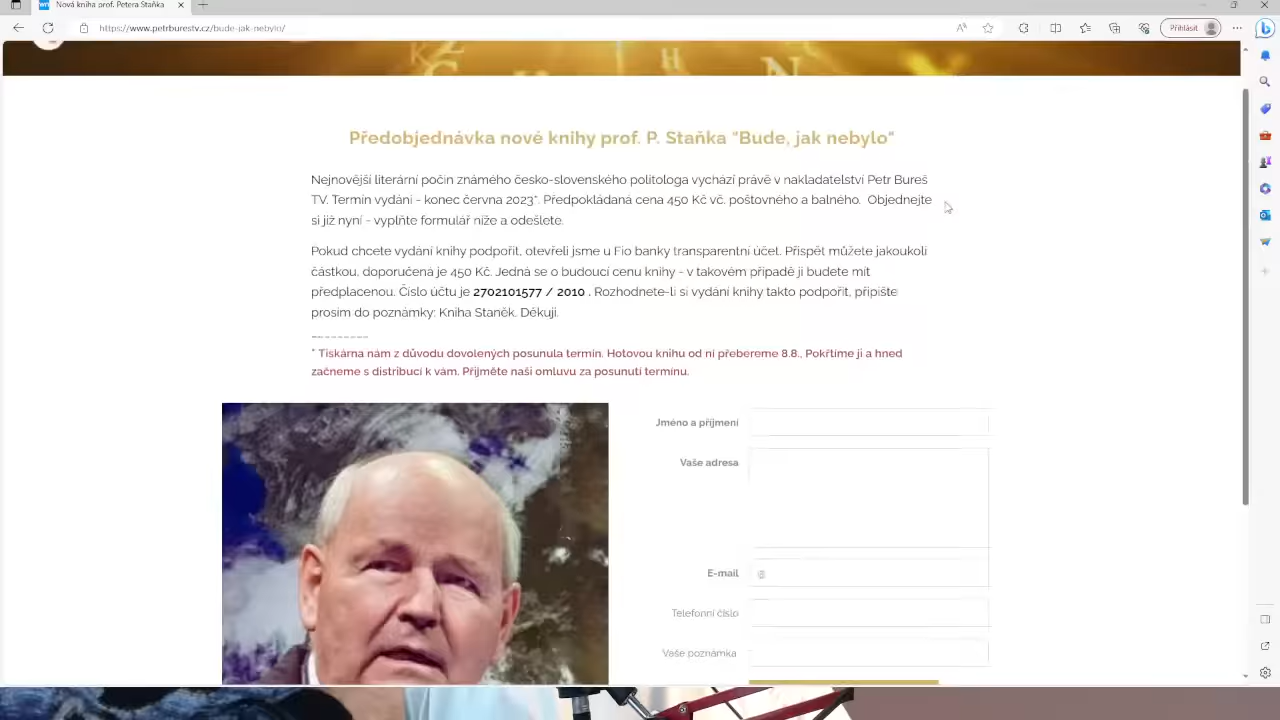 Nová kniha prof. Petera Staňka
https://www.petrburestv.cz/bude-jak-nebylo/
Přihlásit
H
N
Předobjednávka nové knihy prof. P. Staňka "Bude, jak nebylo"
Nejnovější literární počin známého česko-slovenského politologa vychází právě v nakladatelství Petr Bureš
TV. Termín vydání - konec června 2023*. Předpokládaná cena 450 Kč vč. poštovného a balného. Objednejte
si již nyní - vyplňte formulář níže a odešlete.
Pokud chcete vydání knihy podpořit, otevřeli jsme u Fio banky transparentní účet. Přispět můžete jakoukoli
částkou, doporučená je 450 Kč. Jedná se o budoucí cenu knihy - v takovém případě ji budete mít
předplacenou. Číslo účtu je 2702101577 / 2010 . Rozhodnete-li si vydání knihy takto podpořit, připište
prosím do poznámky: Kniha Staněk. Děkuji.
* Tiskárna nám z důvodu dovolených posunula termín. Hotovou knihu od ní přebereme 8.8., Pokřtíme ji a hned
začneme s distribucí k vám. Přijměte naši omluvu za posunutí termínu.
Jméno a příjmení
Vaše adresa
E-mail
Telefonní číslo
Vaše poznámka